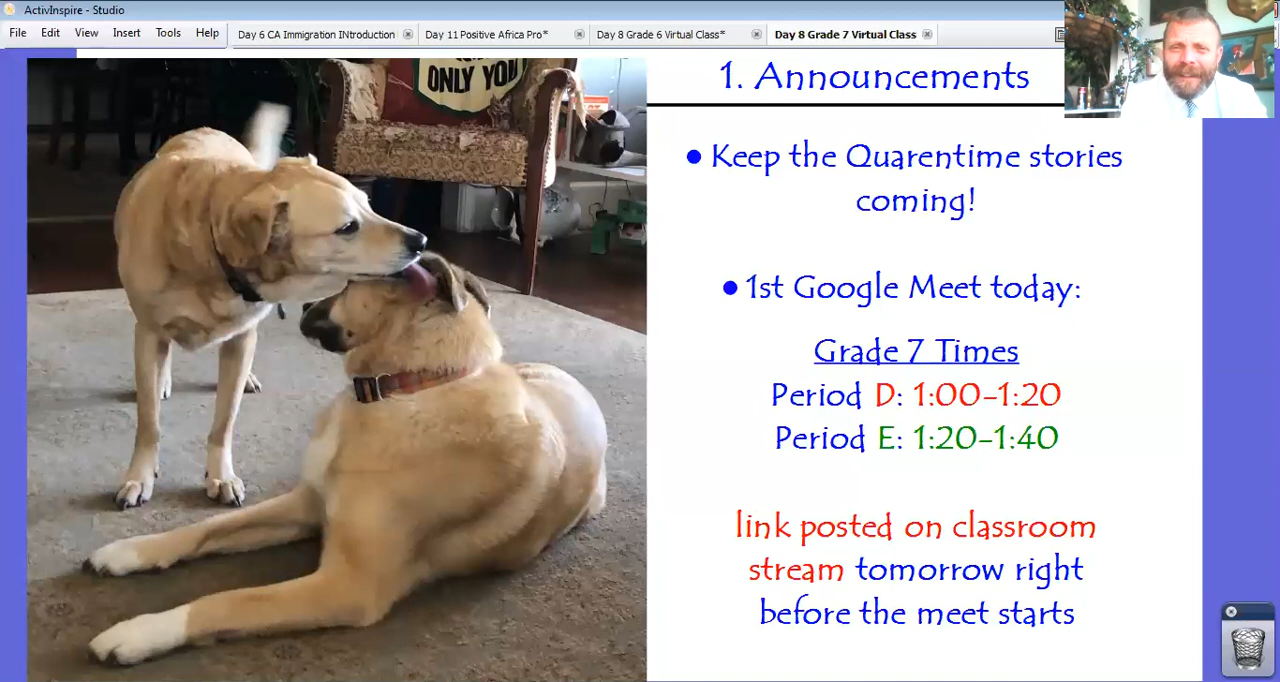 ActivInspire - Studio
File Edit View Insert Tools Help
Day 6 CA Immigration INtroduction
Day 11 Positive Africa Pro*
Day 8 Grade 6 Virtual Class*
Day 8 Grade 7 Virtual Class
ONLY YOU
1. Announcements
• Keep the Quarentime stories
coming!
• 1st Google Meet today:
Grade 7 Times
Period D: 1:00-1:20
Period E: 1:20-1:40
link posted on classroom
stream tomorrow right
before the meet starts